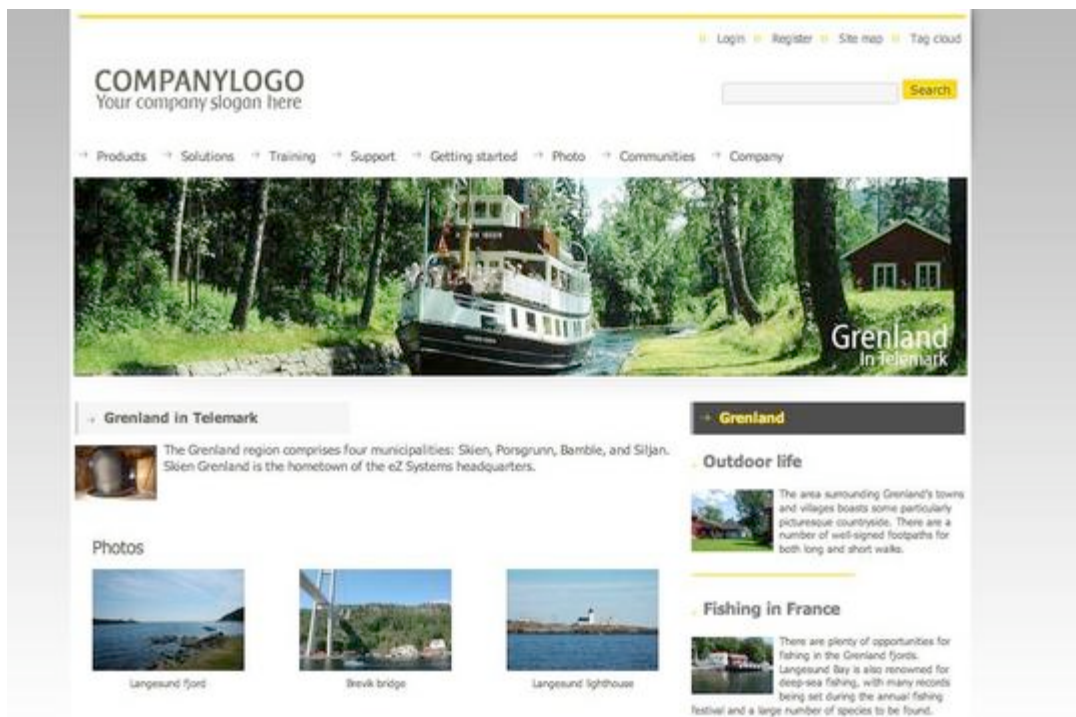 Login Register Site map Tag cloud
COMPANYLOGO
Your company slogan here
Search
Products Solutions Training Support Getting started Photo Communities Company
Grenland
In Telemark
Grenland in Telemark
The Grenland region comprises four municipalities: Skien, Porsgrunn, Bamble, and Siljan.
Skien Grenland is the hometown of the eZ Systems headquarters.
Photos
Langesund fjord
Brevik bridge
Langesund lighthouse
Grenland
Outdoor life
The area surrounding Grenland's towns
and villages boasts some particularly
picturesque countryside. There are a
number of well-signed footpaths for
both long and short walks.
Fishing in France
There are plenty of opportunities for
fishing in the Grenland fjords.
Langesund Bay is also renowned for
deep-sea fishing, with many records
being set during the annual fishing
festival and a large number of species to be found.